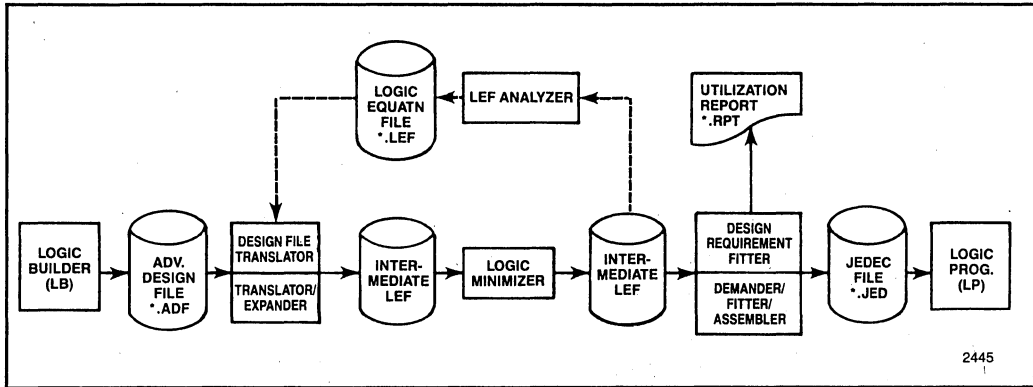 LOGIC
EQUATN
FILE
*.LEF
LEF ANALYZER
UTILIZATION
REPORT
*.RPT
LOGIC
BUILDER
(LB)
ADV.
DESIGN
FILE
*.ADF
DESIGN FILE
TRANSLATOR
TRANSLATOR/
EXPANDER
INTER-
MEDIATE
LEF
LOGIC
MINIMIZER
INTER-
MEDIATE
LEF
DESIGN
REQUIREMENT
FITTER
DEMANDER/
FITTER/
ASSEMBLER
JEDEC
FILE
*.JED
LOGIC
PROG.
(LP)
2445